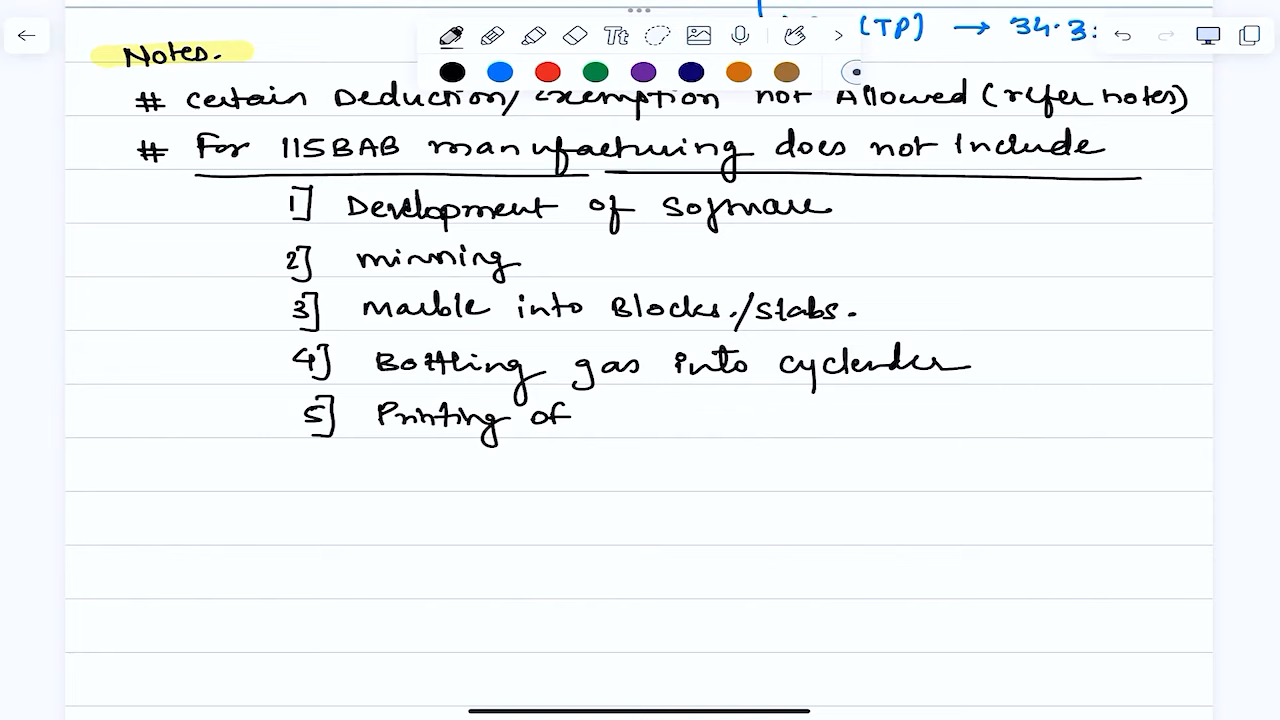 (TP) → 34.3:
Notes.
Tt
# Certain Deduction/Exemption not Allowed (refer notes)
# For 115BAB manufacturing does not Include
1] Development of software
2] minning
3] Marble into Blocks./slabs.
4] Bottling gas into cyclender
5] Printing of